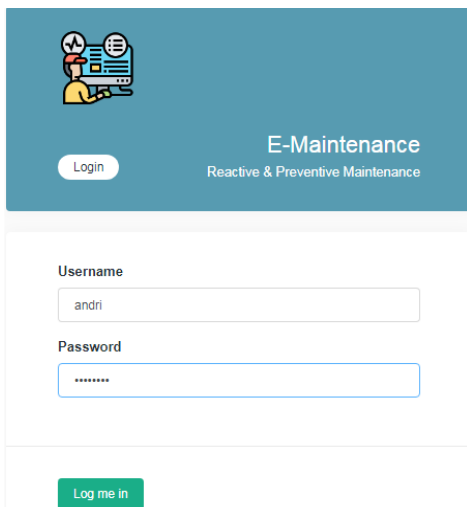 E-Maintenance
Login
Reactive & Preventive Maintenance
Username
andri
Password
••••••••
Log me in